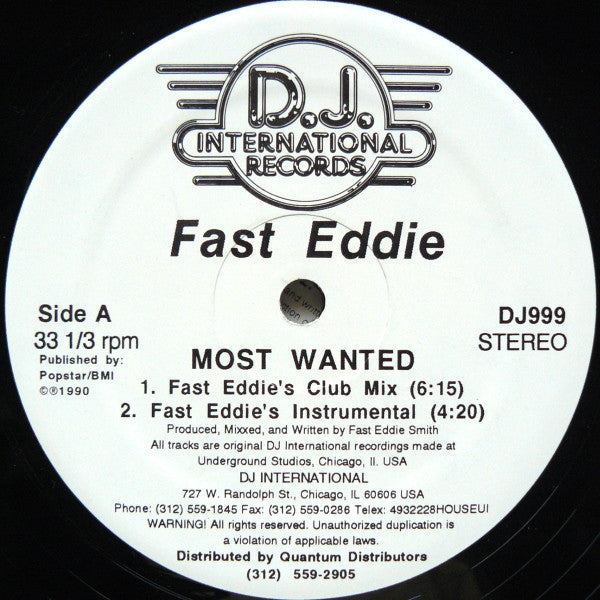 D.J.
INTERNATIONAL
RECORDS
Fast Eddie
Side A
33 1/3 rpm
Published by:
Popstar/BMI
©℗1990
DJ999
STEREO
MOST WANTED
1. Fast Eddie's Club Mix (6:15)
2. Fast Eddie's Instrumental (4:20)
Produced, Mixxed, and Written by Fast Eddie Smith
All tracks are original DJ International recordings made at
Underground Studios, Chicago, Il. USA
DJ INTERNATIONAL
727 W. Randolph St., Chicago, IL 60606 USA
Phone: (312) 559-1845 Fax: (312) 559-0286 Telex: 4932228HOUSEUI
WARNING! All rights reserved. Unauthorized duplication is
a violation of applicable laws.
Distributed by Quantum Distributors
(312) 559-2905